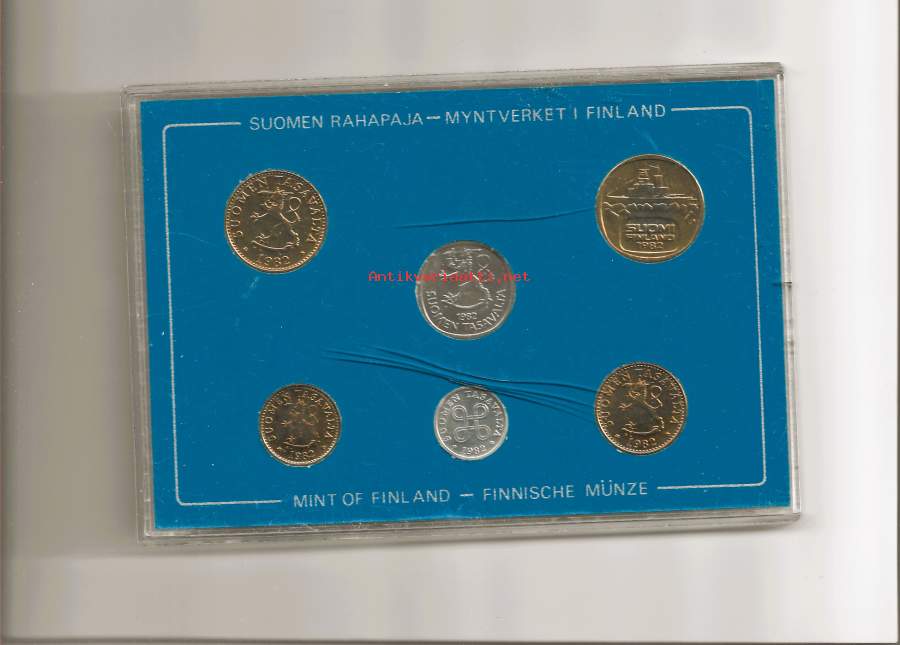 SUOMEN RAHAPAJA — MYNTVERKET I FINLAND
SUOMEN TASAVALTA
1982
SUOMI
FINLAND
1982
Antikvariaatti.net
1982
SUOMEN TASAVALTA
SUOMEN TASAVALTA
1982
SUOMEN TASAVALTA
1982
SUOMEN TASAVALTA
1982
MINT OF FINLAND — FINNISCHE MÜNZE